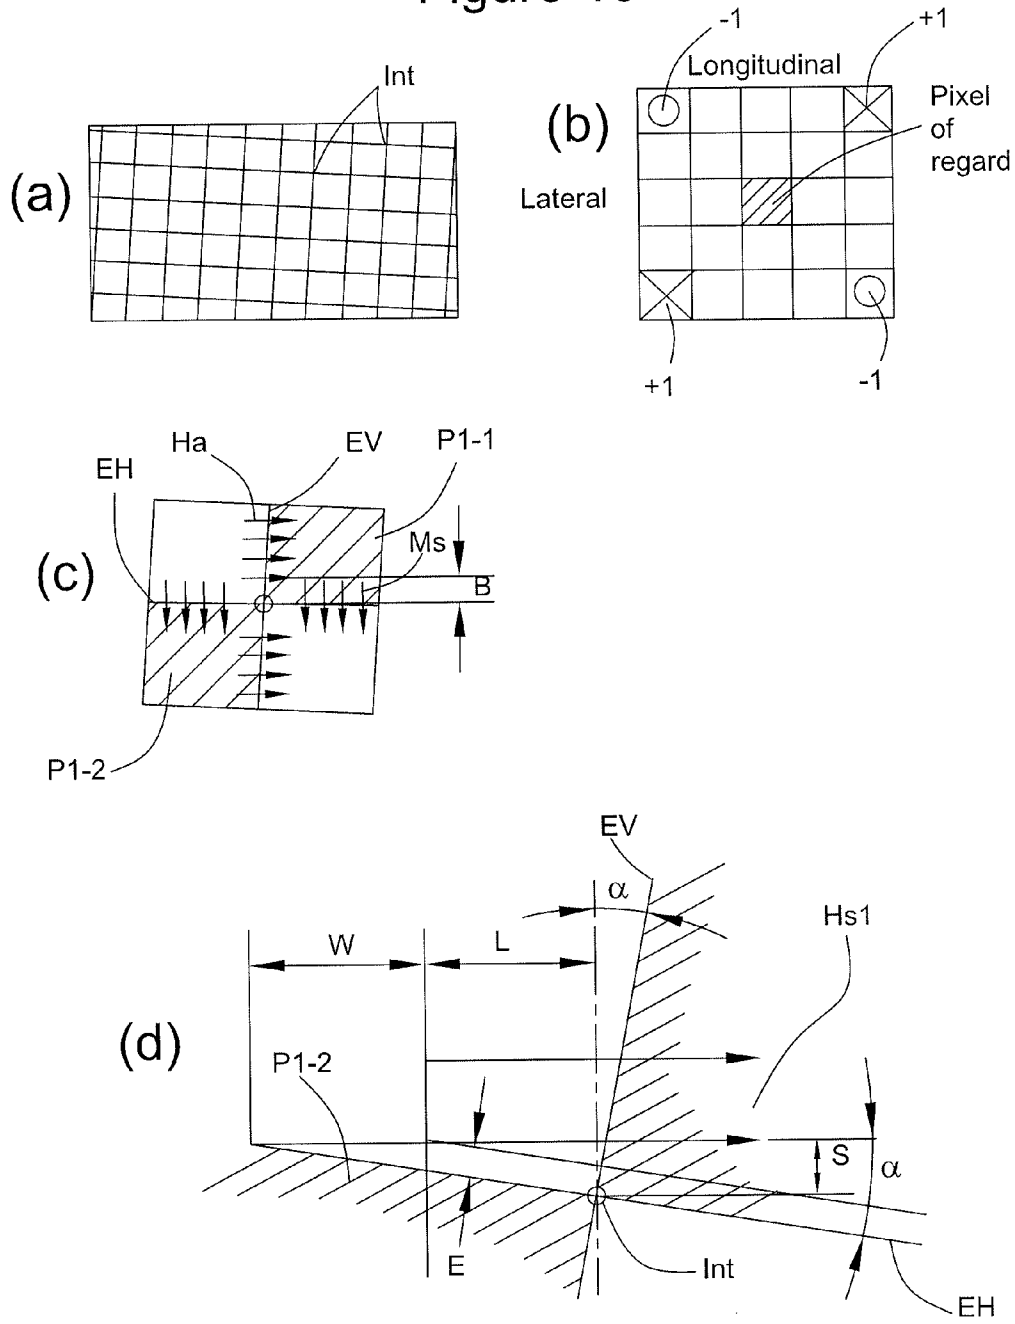 (a)
Int
(b)
-1
+1
Longitudinal
Pixel
of
regard
Lateral
+1
-1
(c)
Ha
EV
P1-1
EH
Ms
B
P1-2
(d)
EV
α
Hs1
W
L
P1-2
S
α
E
Int
EH